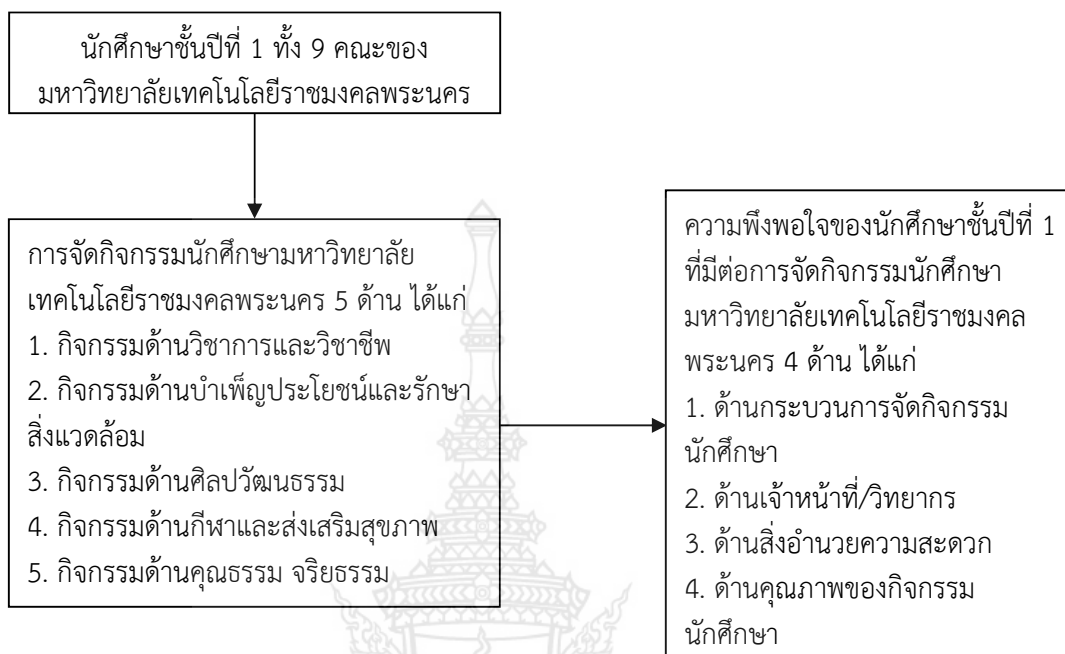 นักศึกษาชั้นปีที่ 1 ทั้ง 9 คณะของ
มหาวิทยาลัยเทคโนโลยีราชมงคลพระนคร
การจัดกิจกรรมนักศึกษามหาวิทยาลัย
เทคโนโลยีราชมงคลพระนคร 5 ด้าน ได้แก่
1. กิจกรรมด้านวิชาการและวิชาชีพ
2. กิจกรรมด้านบำเพ็ญประโยชน์และรักษา
สิ่งแวดล้อม
3. กิจกรรมด้านศิลปวัฒนธรรม
4. กิจกรรมด้านกีฬาและส่งเสริมสุขภาพ
5. กิจกรรมด้านคุณธรรม จริยธรรม
ความพึงพอใจของนักศึกษาชั้นปีที่ 1
ที่มีต่อการจัดกิจกรรมนักศึกษา
มหาวิทยาลัยเทคโนโลยีราชมงคล
พระนคร 4 ด้าน ได้แก่
1. ด้านกระบวนการจัดกิจกรรม
นักศึกษา
2. ด้านเจ้าหน้าที่/วิทยากร
3. ด้านสิ่งอำนวยความสะดวก
4. ด้านคุณภาพของกิจกรรม
นักศึกษา